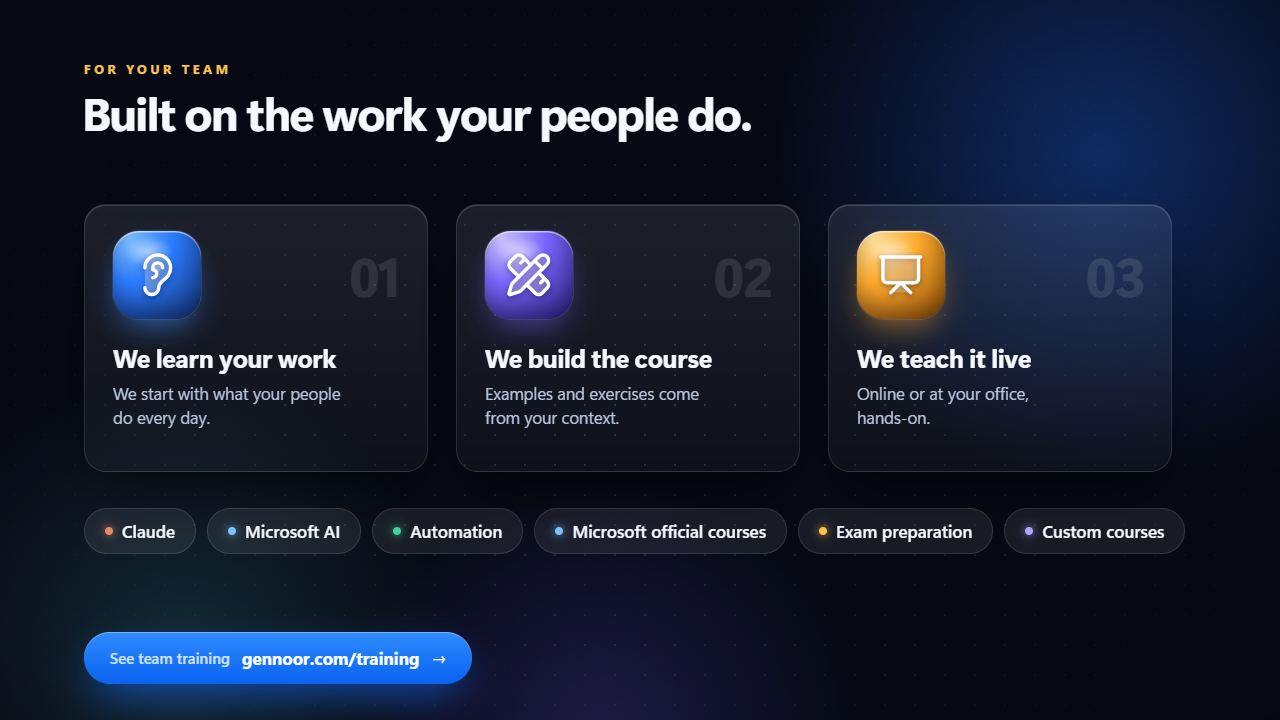 FOR YOUR TEAM
Built on the work your people do.
01
We learn your work
We start with what your people
do every day.
02
We build the course
Examples and exercises come
from your context.
03
We teach it live
Online or at your office,
hands-on.
Claude
Microsoft AI
Automation
Microsoft official courses
Exam preparation
Custom courses
See team training gennoor.com/training →